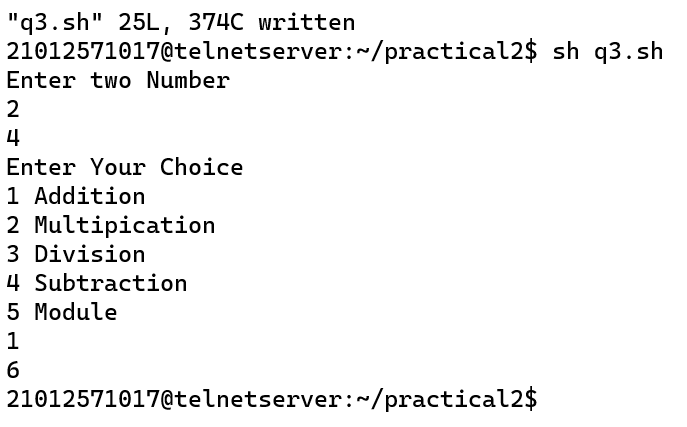 "q3.sh" 25L, 374C written
21012571017@telnetserver:~/practical2$ sh q3.sh
Enter two Number
2
4
Enter Your Choice
1 Addition
2 Multipication
3 Division
4 Subtraction
5 Module
1
6
21012571017@telnetserver:~/practical2$